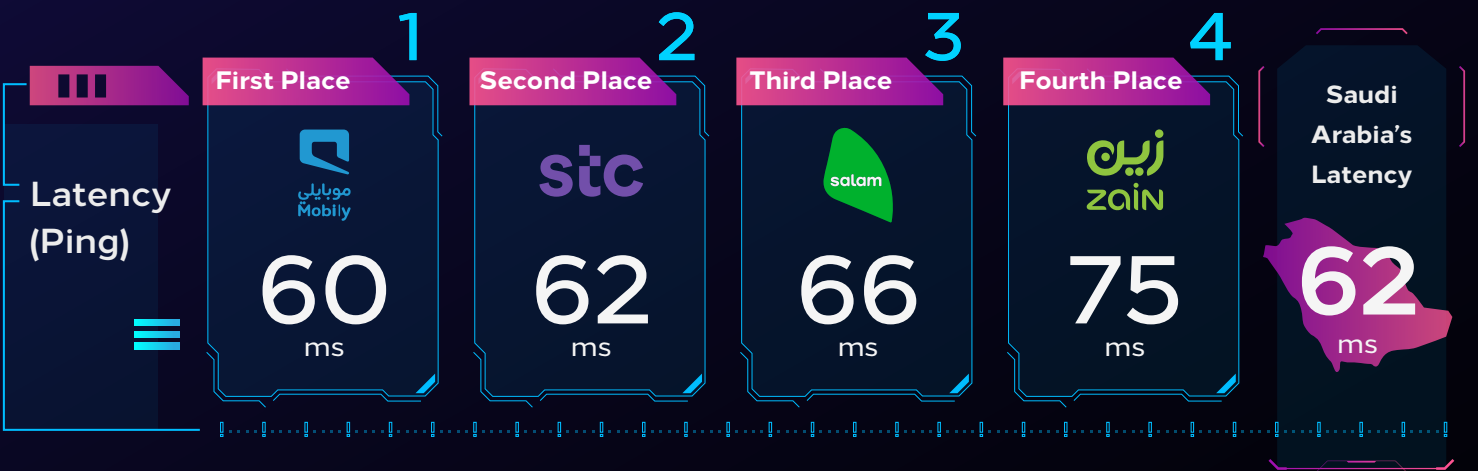 1
First Place
موبايلي
Mobily
60
ms
2
Second Place
stc
62
ms
3
Third Place
salam
66
ms
4
Fourth Place
زين
zain
75
ms
Saudi
Arabia's
Latency
62
ms
Latency
(Ping)